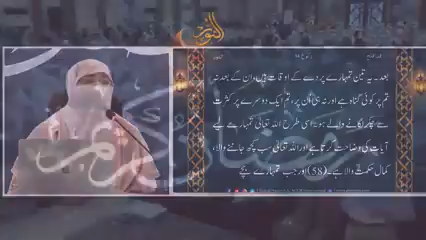 النور
بعد۔ یہ تین تمہارے پردے کے اوقات ہیں، ان کے بعد نہ
تم پر کوئی گناہ ہے اور نہ ہی ان پر، تم ایک دوسرے پر کثرت
سے چکر لگانے والے ہو، اسی طرح اللہ تعالیٰ تمہارے لیے
آیات کی وضاحت کرتا ہے اور اللہ تعالیٰ سب کچھ جاننے والا،
کمال حکمت والا ہے۔ (58) اور جب تمہارے بچے